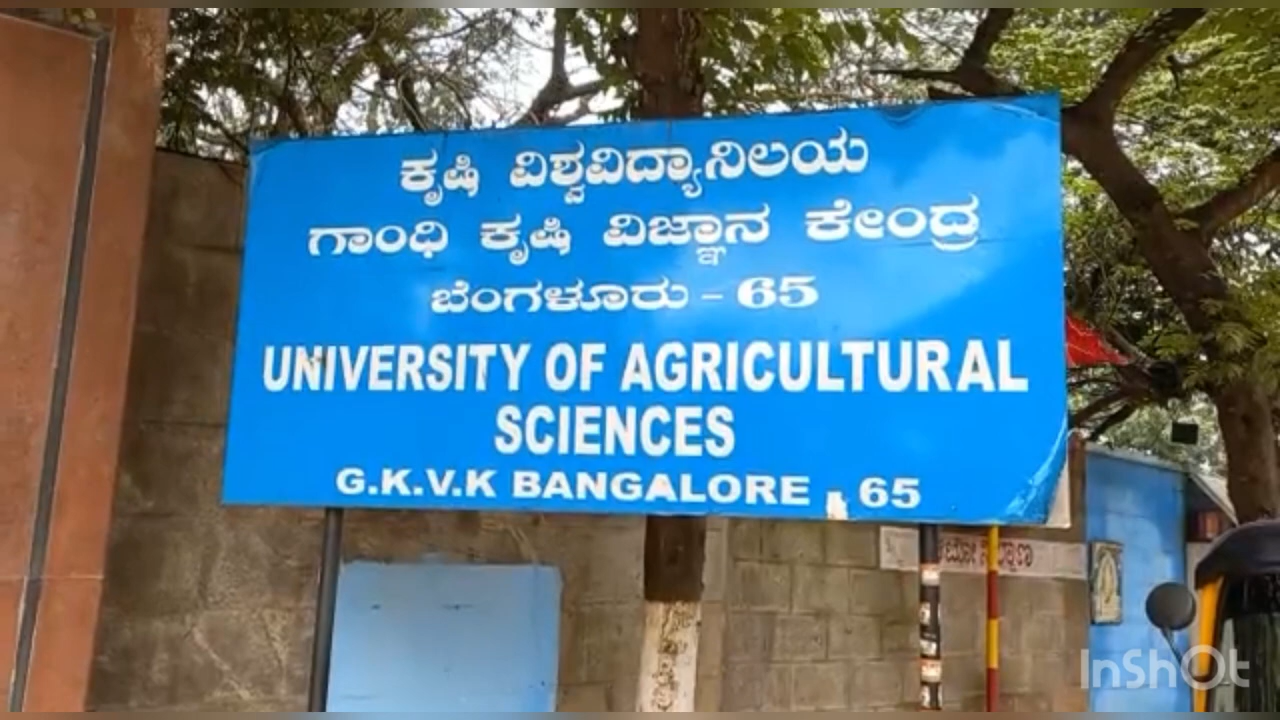 ಕೃಷಿ ವಿಶ್ವವಿದ್ಯಾನಿಲಯ
ಗಾಂಧಿ ಕೃಷಿ ವಿಜ್ಞಾನ ಕೇಂದ್ರ
ಬೆಂಗಳೂರು - 65
UNIVERSITY OF AGRICULTURAL
SCIENCES
G.K.V.K BANGALORE 65
InShOt